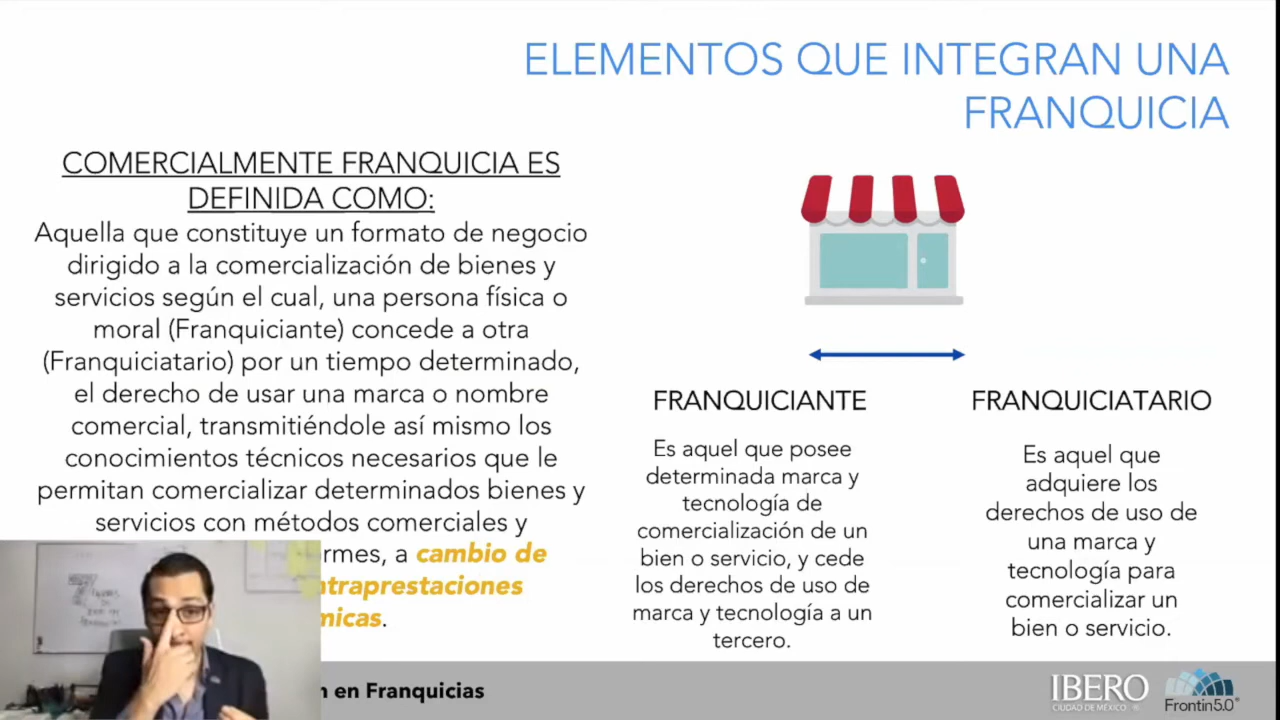 ELEMENTOS QUE INTEGRAN UNA
FRANQUICIA
COMERCIALMENTE FRANQUICIA ES
DEFINIDA COMO:
Aquella que constituye un formato de negocio
dirigido a la comercialización de bienes y
servicios según el cual, una persona física o
moral (Franquiciante) concede a otra
(Franquiciatario) por un tiempo determinado,
el derecho de usar una marca o nombre
comercial, transmitiéndole así mismo los
conocimientos técnicos necesarios que le
permitan comercializar determinados bienes y
servicios con métodos comerciales y
rmes, a cambio de
ntraprestaciones
micas.
FRANQUICIANTE
Es aquel que posee
determinada marca y
tecnología de
comercialización de un
bien o servicio, y cede
los derechos de uso de
marca y tecnología a un
tercero.
FRANQUICIATARIO
Es aquel que
adquiere los
derechos de uso de
una marca y
tecnología para
comercializar un
bien o servicio.
n en Franquicias
IBERO
CIUDAD DE MÉXICO
Frontin5.0